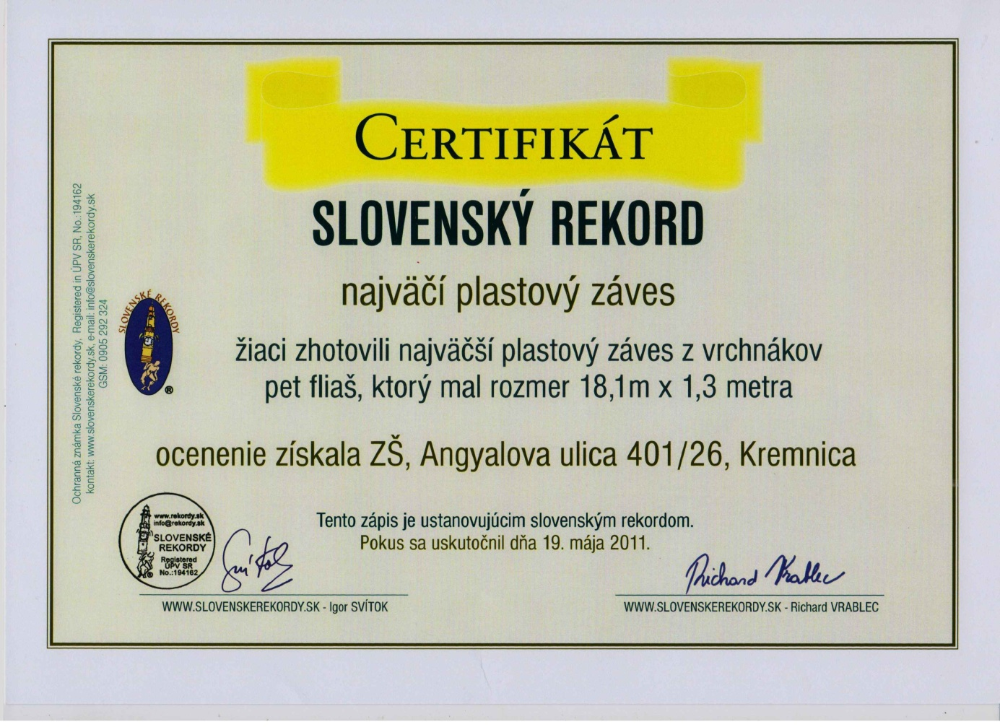 CERTIFIKÁT
SLOVENSKÝ REKORD
najväčí plastový záves
žiaci zhotovili najväčší plastový záves z vrchnákov
pet fliaš, ktorý mal rozmer 18,1m x 1,3 metra
ocenenie získala ZŠ, Angyalova ulica 401/26, Kremnica
Tento zápis je ustanovujúcim slovenským rekordom.
Pokus sa uskutočnil dňa 19. mája 2011.
Ochranná známka Slovenské rekordy, Registered in ÚPV SR, No.:194162
kontakt: www.slovenskerekordy.sk, e-mail: info@slovenskerekordy.sk
GSM: 0905 292 324
SLOVENSKÉ REKORDY
®
www.rekordy.sk
info@rekordy.sk
SLOVENSKÉ
REKORDY
Registered
ÚPV SR
No.:194162
®
Svítok
Richard Vrablec
WWW.SLOVENSKEREKORDY.SK - Igor SVÍTOK
WWW.SLOVENSKEREKORDY.SK - Richard VRABLEC